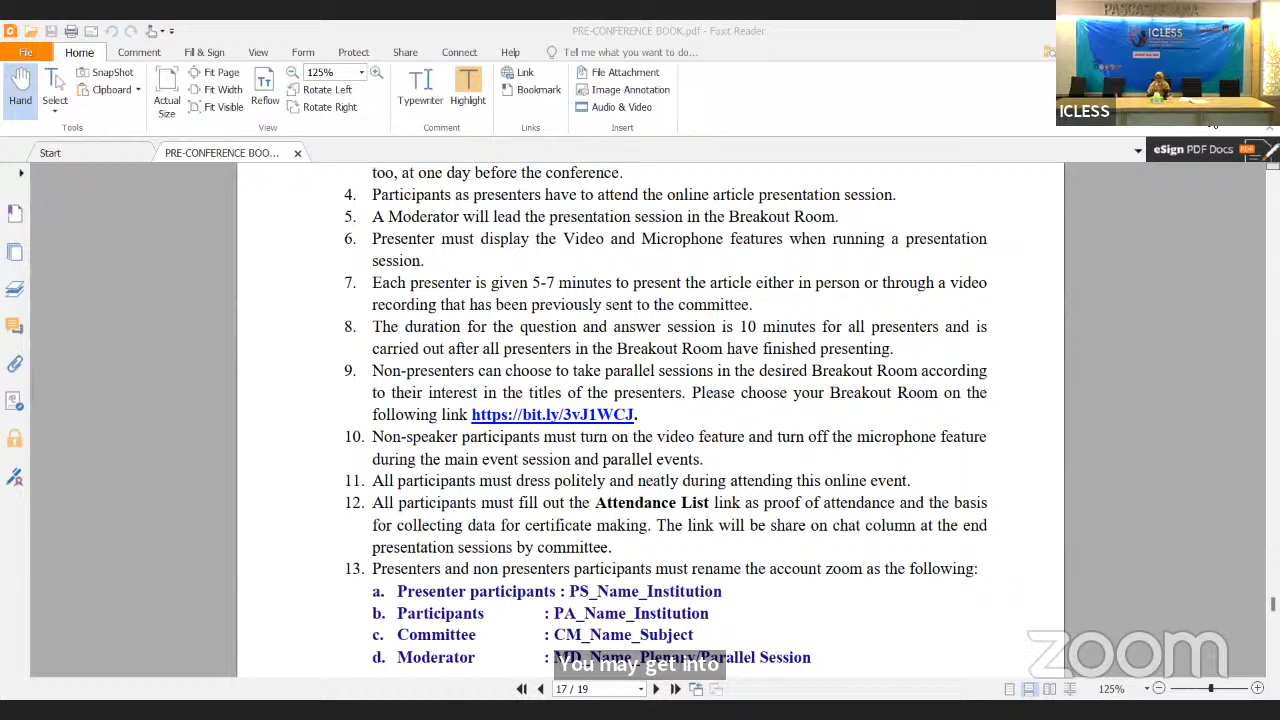 PRE-CONFERENCE BOOK.pdf - Foxit Reader
File Home Comment Fill & Sign View Form Protect Share Connect Help Tell me what you want to do...
Hand
Select
SnapShot
Clipboard
Actual Size
Fit Page
Fit Width
Fit Visible
Reflow
125%
Rotate Left
Rotate Right
Typewriter
Highlight
Link
Bookmark
File Attachment
Image Annotation
Audio & Video
Tools View Comment Links Insert
PASCASARJANA
ICLESS
ICLESS
Start PRE-CONFERENCE BOO... eSign PDF Docs
too, at one day before the conference.
4. Participants as presenters have to attend the online article presentation session.
5. A Moderator will lead the presentation session in the Breakout Room.
6. Presenter must display the Video and Microphone features when running a presentation
session.
7. Each presenter is given 5-7 minutes to present the article either in person or through a video
recording that has been previously sent to the committee.
8. The duration for the question and answer session is 10 minutes for all presenters and is
carried out after all presenters in the Breakout Room have finished presenting.
9. Non-presenters can choose to take parallel sessions in the desired Breakout Room according
to their interest in the titles of the presenters. Please choose your Breakout Room on the
following link https://bit.ly/3vJ1WCJ.
10. Non-speaker participants must turn on the video feature and turn off the microphone feature
during the main event session and parallel events.
11. All participants must dress politely and neatly during attending this online event.
12. All participants must fill out the Attendance List link as proof of attendance and the basis
for collecting data for certificate making. The link will be share on chat column at the end
presentation sessions by committee.
13. Presenters and non presenters participants must rename the account zoom as the following:
a. Presenter participants : PS_Name_Institution
b. Participants : PA_Name_Institution
c. Committee : CM_Name_Subject
d. Moderator : MD_Name_Plenary/Parallel Session
You may get into
zoom
17 / 19
125%